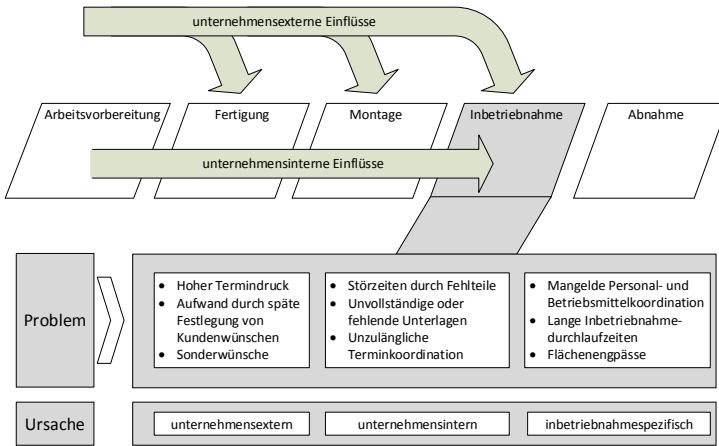 unternehmensexterne Einflüsse
Arbeitsvorbereitung
Fertigung
Montage
Inbetriebnahme
Abnahme
unternehmensinterne Einflüsse
Problem
• Hoher Termindruck
• Aufwand durch späte
Festlegung von
Kundenwünschen
• Sonderwünsche
• Störzeiten durch Fehlteile
• Unvollständige oder
fehlende Unterlagen
• Unzulängliche
Terminkoordination
• Mangelde Personal- und
Betriebsmittelkoordination
• Lange Inbetriebnahme-
durchlaufzeiten
• Flächenengpässe
Ursache
unternehmensextern
unternehmensintern
inbetriebnahmespezifisch